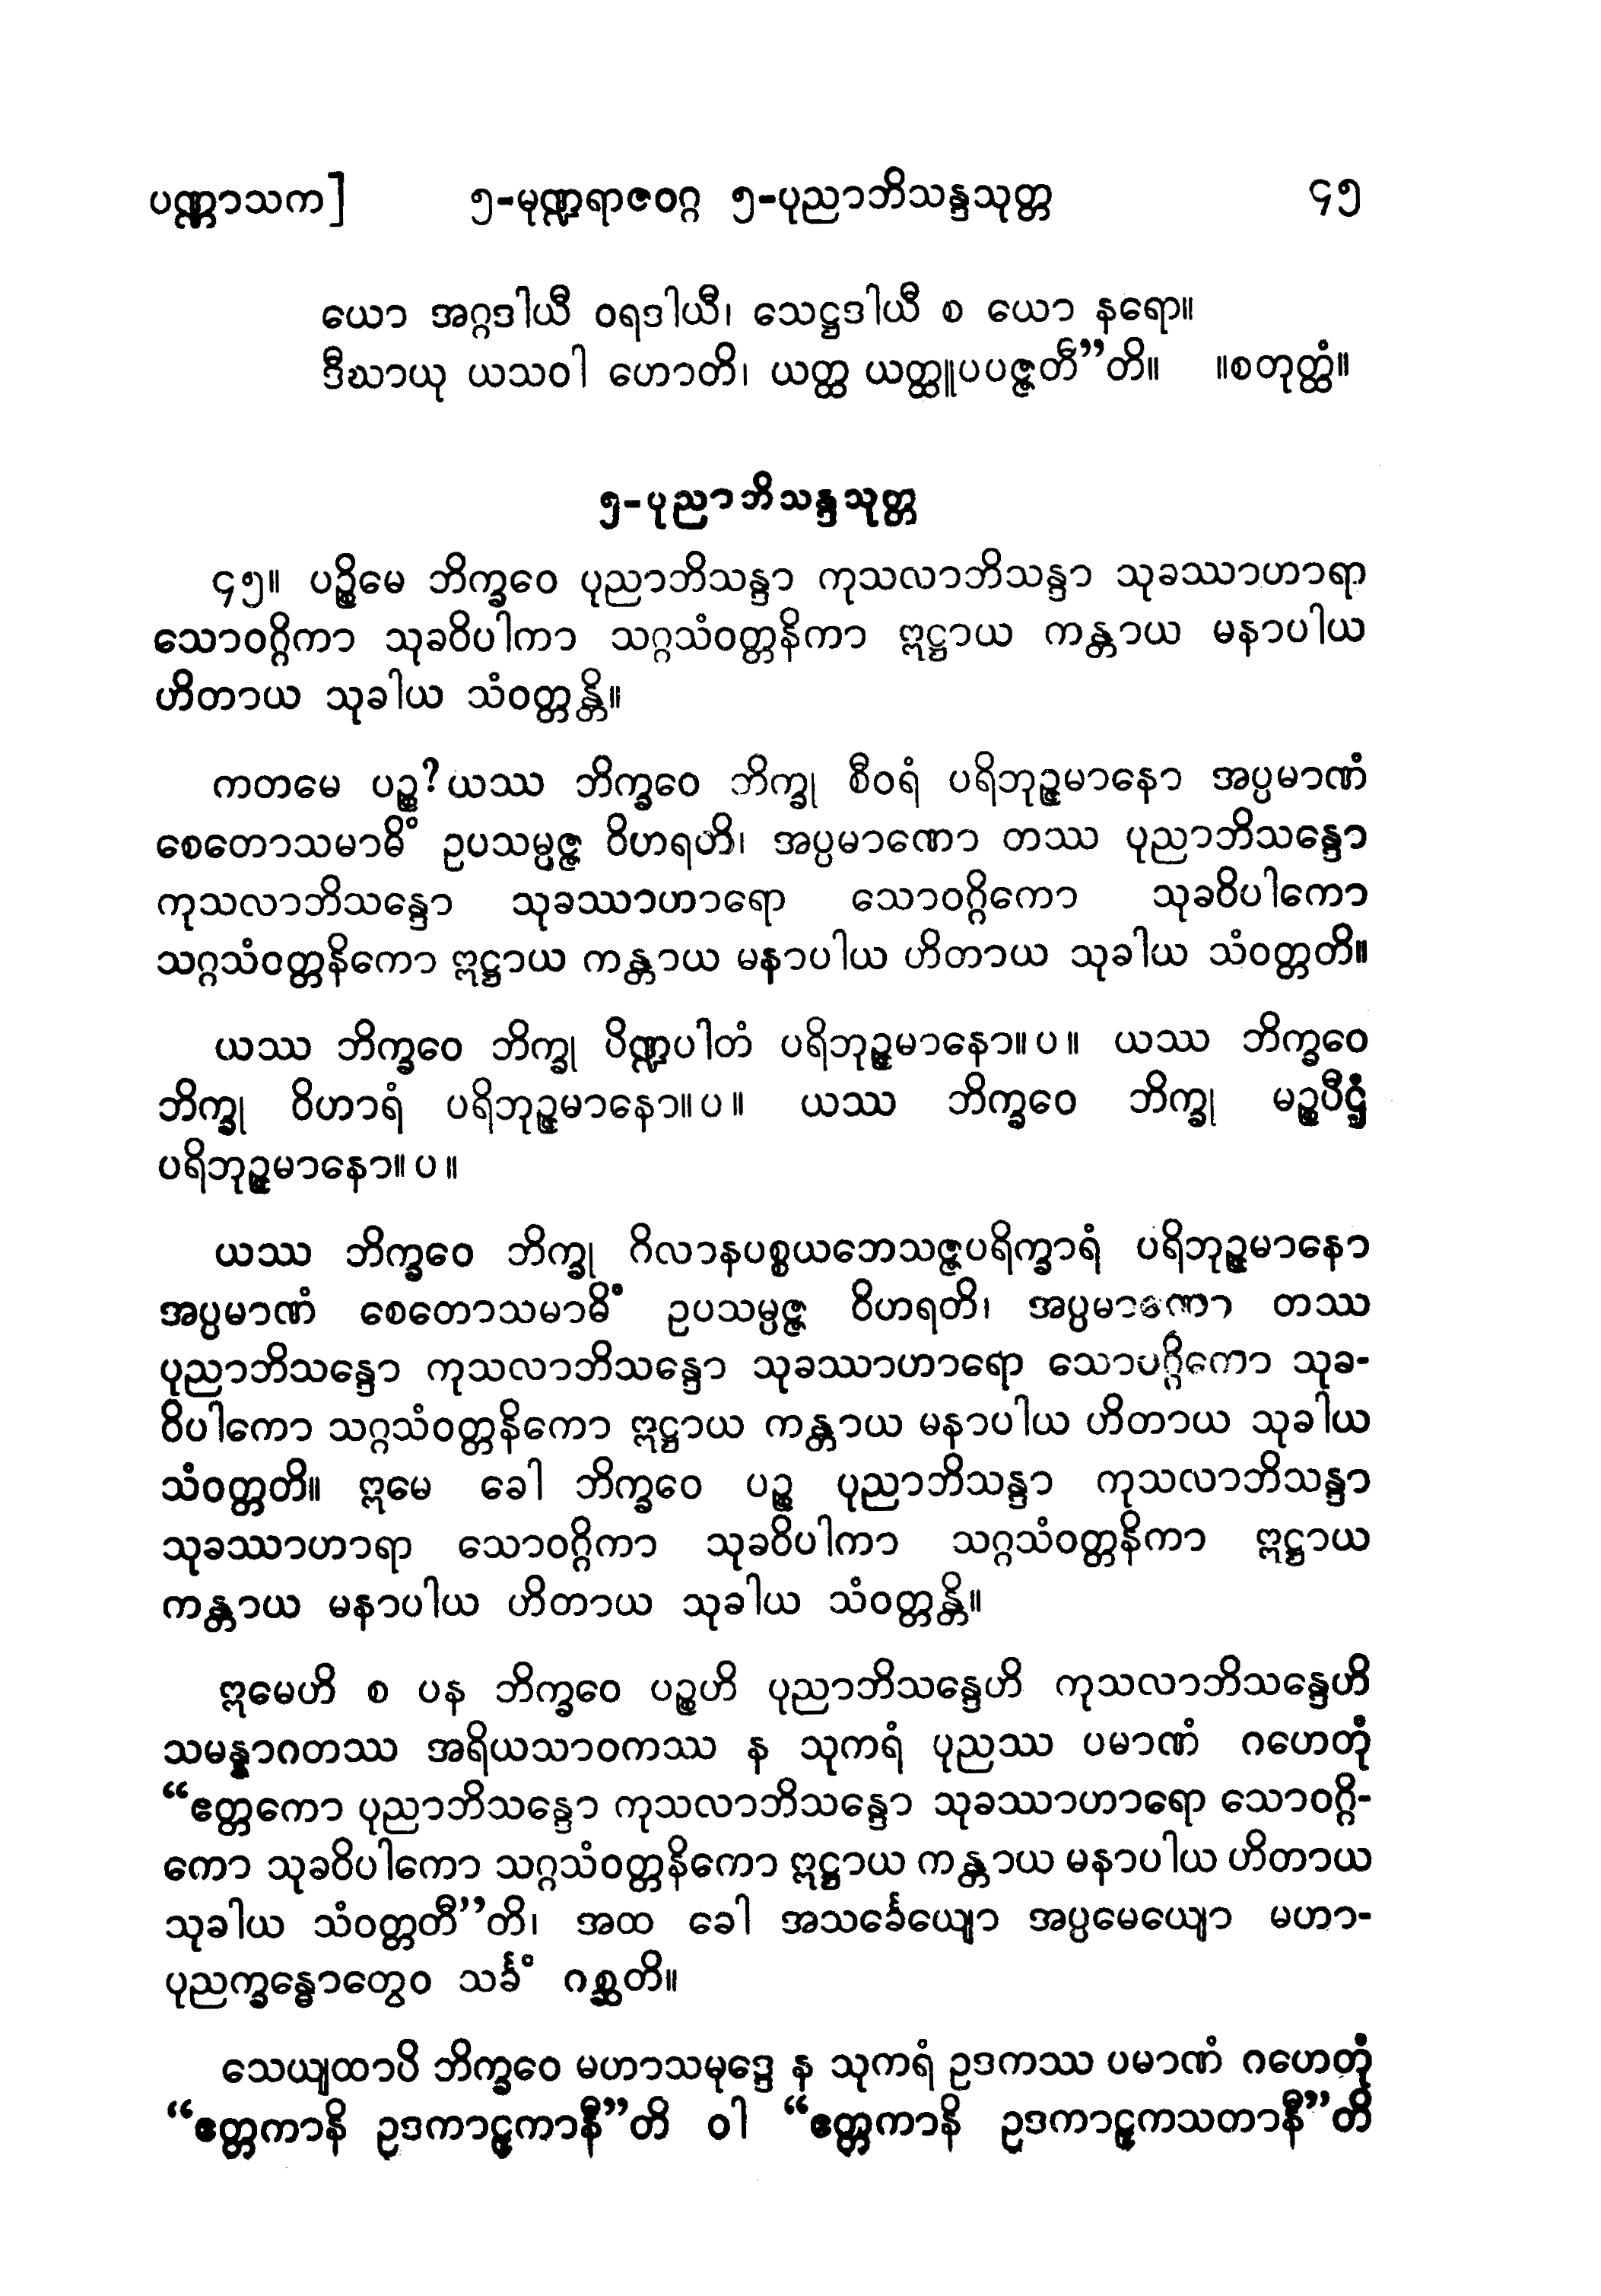 ပဏ္ဏာသက] ၅-မုဏ္ဍရာဇဝဂ္ဂ ၅-ပုညာဘိသန္ဒသုတ္တ ၄၅
ယော အဂ္ဂဒါယီ ဝရဒါယီ၊ သေဋ္ဌဒါယီ စ ယော နရော။
ဒီဃာယု ယသဝါ ဟောတိ၊ ယတ္ထ ယတ္ထူပပဇ္ဇတီ”တိ။ ။စတုတ္ထံ။
၅-ပုညာဘိသန္ဒသုတ္တ
၄၅။ ပဉ္စိမေ ဘိက္ခဝေ ပုညာဘိသန္ဒာ ကုသလာဘိသန္ဒာ သုခဿာဟာရာ
သောဝဂ္ဂိကာ သုခဝိပါကာ သဂ္ဂသံဝတ္တနိကာ ဣဋ္ဌာယ ကန္တာယ မနာပါယ
ဟိတာယ သုခါယ သံဝတ္တန္တိ။
ကတမေ ပဉ္စ? ယဿ ဘိက္ခဝေ ဘိက္ခု စီဝရံ ပရိဘုဉ္ဇမာနော အပ္ပမာဏံ
စေတောသမာဓိံ ဥပသမ္ပဇ္ဇ ဝိဟရတိ၊ အပ္ပမာဏော တဿ ပုညာဘိသန္ဒော
ကုသလာဘိသန္ဒော သုခဿာဟာရော သောဝဂ္ဂိကော သုခဝိပါကော
သဂ္ဂသံဝတ္တနိကော ဣဋ္ဌာယ ကန္တာယ မနာပါယ ဟိတာယ သုခါယ သံဝတ္တတိ။
ယဿ ဘိက္ခဝေ ဘိက္ခု ပိဏ္ဍပါတံ ပရိဘုဉ္ဇမာနော။ပ။ ယဿ ဘိက္ခဝေ
ဘိက္ခု ဝိဟာရံ ပရိဘုဉ္ဇမာနော။ပ။ ယဿ ဘိက္ခဝေ ဘိက္ခု မဉ္စပီဌံ
ပရိဘုဉ္ဇမာနော။ပ။
ယဿ ဘိက္ခဝေ ဘိက္ခု ဂိလာနပစ္စယဘေသဇ္ဇပရိက္ခာရံ ပရိဘုဉ္ဇမာနော
အပ္ပမာဏံ စေတောသမာဓိံ ဥပသမ္ပဇ္ဇ ဝိဟရတိ၊ အပ္ပမာဏော တဿ
ပုညာဘိသန္ဒော ကုသလာဘိသန္ဒော သုခဿာဟာရော သောဝဂ္ဂိကော သုခ-
ဝိပါကော သဂ္ဂသံဝတ္တနိကော ဣဋ္ဌာယ ကန္တာယ မနာပါယ ဟိတာယ သုခါယ
သံဝတ္တတိ။ ဣမေ ခေါ ဘိက္ခဝေ ပဉ္စ ပုညာဘိသန္ဒာ ကုသလာဘိသန္ဒာ
သုခဿာဟာရာ သောဝဂ္ဂိကာ သုခဝိပါကာ သဂ္ဂသံဝတ္တနိကာ ဣဋ္ဌာယ
ကန္တာယ မနာပါယ ဟိတာယ သုခါယ သံဝတ္တန္တိ။
ဣမေဟိ စ ပန ဘိက္ခဝေ ပဉ္စဟိ ပုညာဘိသန္ဒေဟိ ကုသလာဘိသန္ဒေဟိ
သမန္နာဂတဿ အရိယသာဝကဿ န သုကရံ ပုညဿ ပမာဏံ ဂဟေတုံ
“ဧတ္တကော ပုညာဘိသန္ဒော ကုသလာဘိသန္ဒော သုခဿာဟာရော သောဝဂ္ဂိ-
ကော သုခဝိပါကော သဂ္ဂသံဝတ္တနိကော ဣဋ္ဌာယ ကန္တာယ မနာပါယ ဟိတာယ
သုခါယ သံဝတ္တတီ”တိ၊ အထ ခေါ အသင်္ခေယျော အပ္ပမေယျော မဟာ-
ပုညက္ခန္ဓောတွေဝ သင်္ခံ ဂစ္ဆတိ။
သေယျထာပိ ဘိက္ခဝေ မဟာသမုဒ္ဒေ န သုကရံ ဥဒကဿ ပမာဏံ ဂဟေတုံ
“ဧတ္တကာနိ ဥဒကာဠှကာနီ”တိ ဝါ “ဧတ္တကာနိ ဥဒကာဠှကသတာနီ”တိ